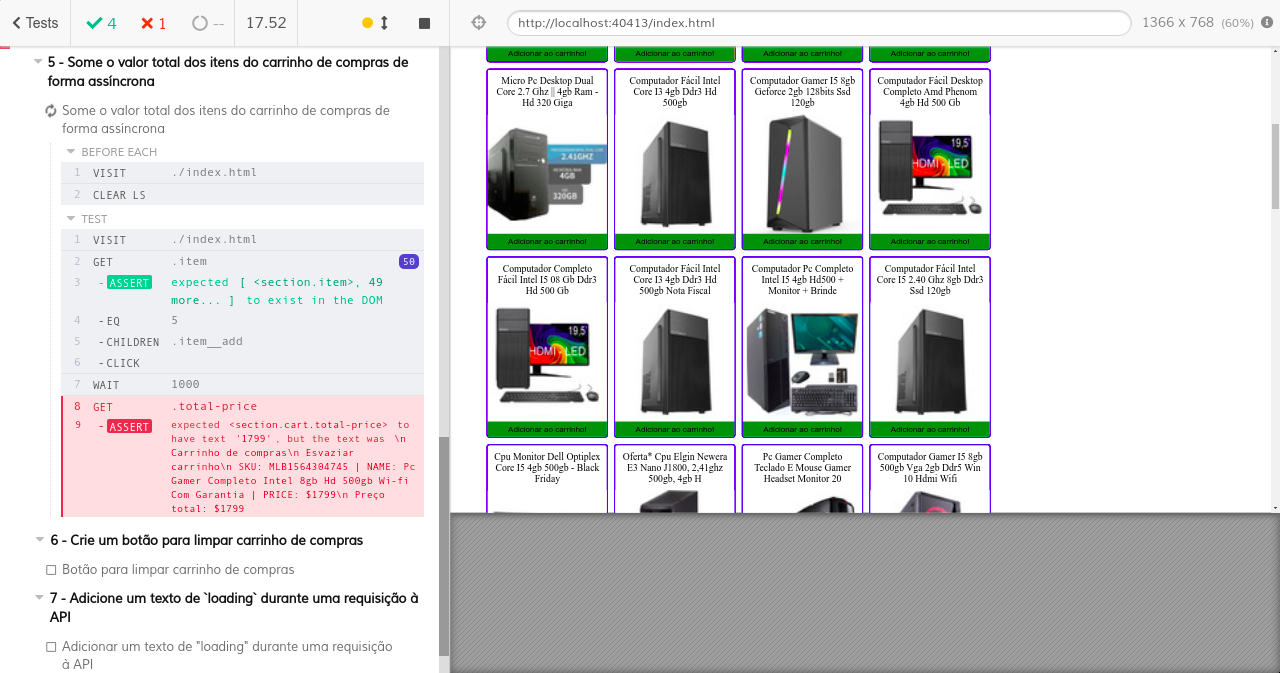 Tests
4
1
--
17.52
http://localhost:40413/index.html
1366 x 768 (60%)
5 - Some o valor total dos itens do carrinho de compras de
forma assíncrona
Some o valor total dos itens do carrinho de compras de
forma assíncrona
BEFORE EACH
1 VISIT ./index.html
2 CLEAR LS
TEST
1 VISIT ./index.html
2 GET .item 50
3 -ASSERT expected [ <section.item>, 49
more... ] to exist in the DOM
4 -EQ 5
5 -CHILDREN .item__add
6 -CLICK
7 WAIT 1000
8 GET .total-price
9 -ASSERT expected <section.cart.total-price> to
have text '1799', but the text was \n
Carrinho de compras\n Esvaziar
carrinho\n SKU: MLB1564304745 | NAME: Pc
Gamer Completo Intel 8gb Hd 500gb Wi-fi
Com Garantia | PRICE: $1799\n Preço
total: $1799
6 - Crie um botão para limpar carrinho de compras
Botão para limpar carrinho de compras
7 - Adicione um texto de `loading` durante uma requisição à
API
Adicionar um texto de "loading" durante uma requisição
à API
Adicionar ao carrinho! Adicionar ao carrinho! Adicionar ao carrinho! Adicionar ao carrinho!
Micro Pc Desktop Dual
Core 2.7 Ghz || 4gb Ram -
Hd 320 Giga
2.41GHZ
4GB
HD
320GB
Adicionar ao carrinho!
Computador Fácil Intel
Core I3 4gb Ddr3 Hd
500gb
Adicionar ao carrinho!
Computador Gamer I5 8gb
Geforce 2gb 128bits Ssd
120gb
Adicionar ao carrinho!
Computador Fácil Desktop
Completo Amd Phenom
4gb Hd 500 Gb
19,5'
HDMI - LED
Adicionar ao carrinho!
Computador Completo
Fácil Intel I5 08 Gb Ddr3
Hd 500 Gb
19,5'
HDMI - LED
Adicionar ao carrinho!
Computador Fácil Intel
Core I3 4gb Ddr3 Hd
500gb Nota Fiscal
Adicionar ao carrinho!
Computador Pc Completo
Intel I5 4gb Hd500 +
Monitor + Brinde
Adicionar ao carrinho!
Computador Fácil Intel
Core I5 2.40 Ghz 8gb Ddr3
Ssd 120gb
Adicionar ao carrinho!
Cpu Monitor Dell Optiplex
Core I5 4gb 500gb - Black
Friday
Oferta* Cpu Elgin Newera
E3 Nano J1800, 2,41ghz
500gb, 4gb H
Pc Gamer Completo
Teclado E Mouse Gamer
Headset Monitor 20
Computador Gamer I5 8gb
500gb Vga 2gb Ddr5 Win
10 Hdmi Wifi